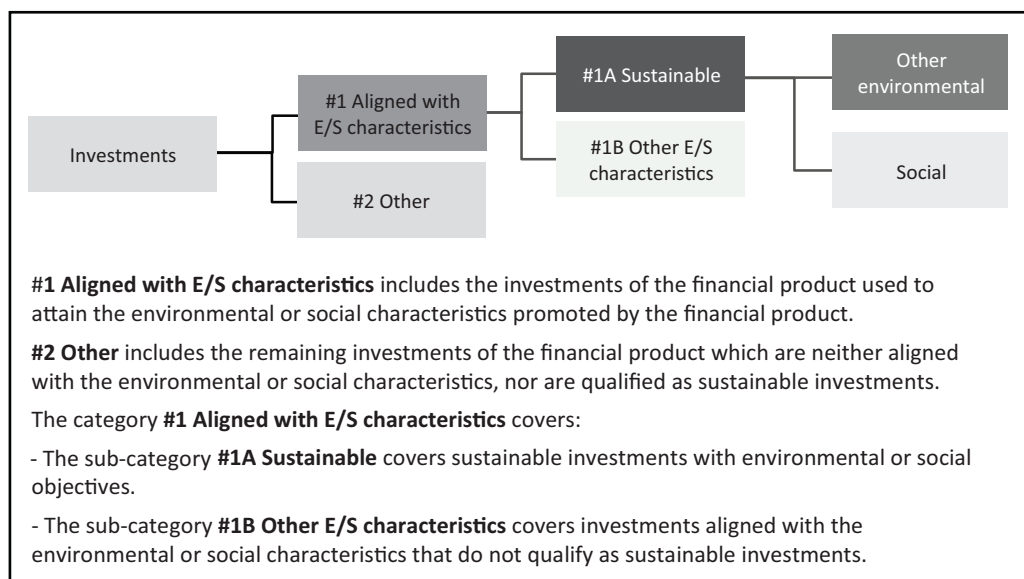 Investments
#1 Aligned with
E/S characteristics
#2 Other
#1A Sustainable
#1B Other E/S
characteristics
Other
environmental
Social
#1 Aligned with E/S characteristics includes the investments of the financial product used to
attain the environmental or social characteristics promoted by the financial product.
#2 Other includes the remaining investments of the financial product which are neither aligned
with the environmental or social characteristics, nor are qualified as sustainable investments.
The category #1 Aligned with E/S characteristics covers:
- The sub-category #1A Sustainable covers sustainable investments with environmental or social
objectives.
- The sub-category #1B Other E/S characteristics covers investments aligned with the
environmental or social characteristics that do not qualify as sustainable investments.